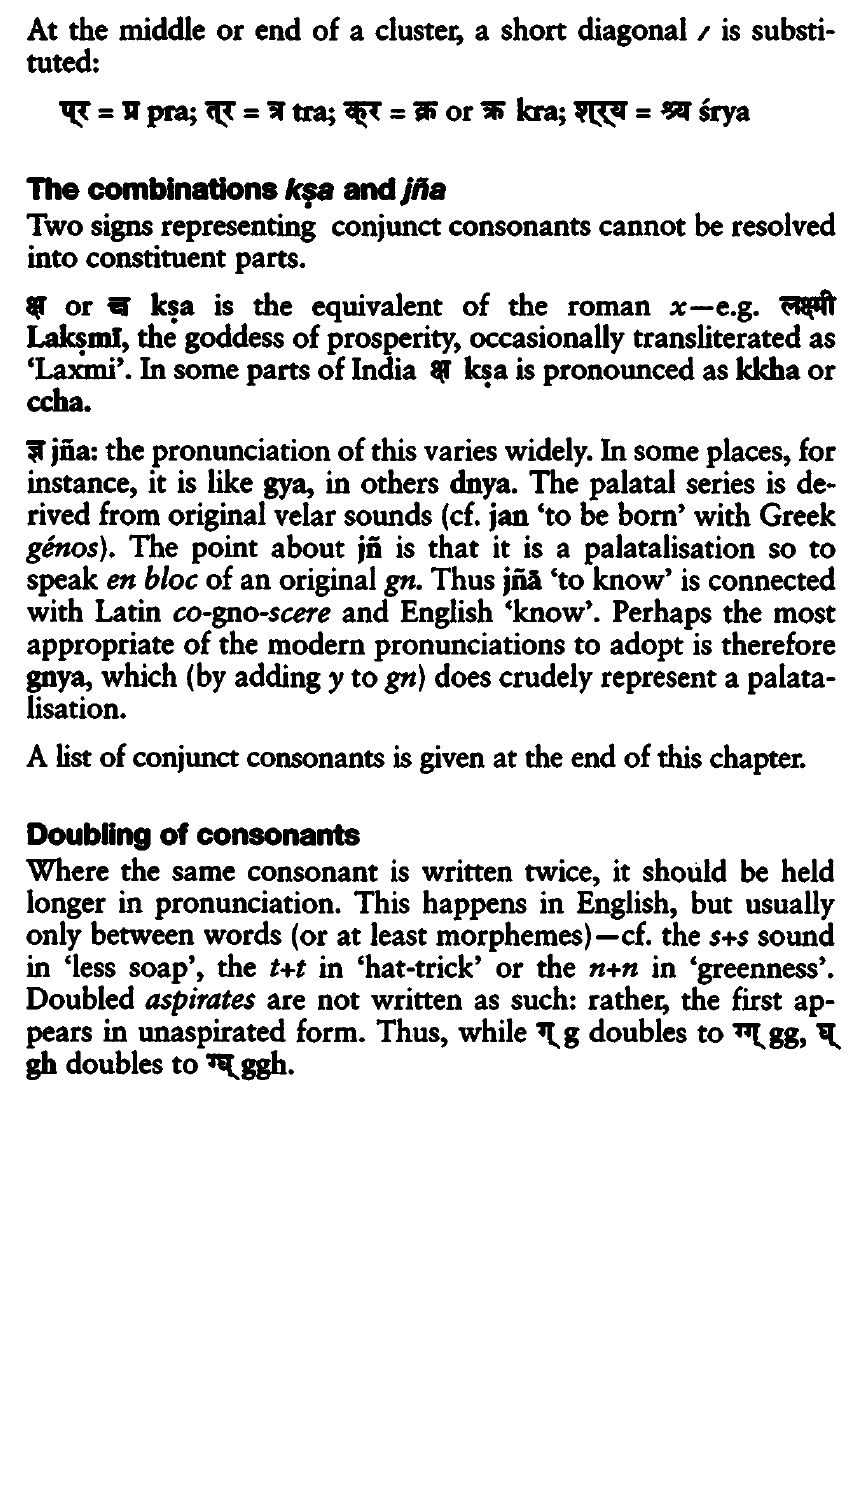 At the middle or end of a cluster, a short diagonal ⁄ is substi-
tuted:
प्‌र = प्र pra; त्‌र = त्र tra; क्‌र = क्र or क्र kra; श्‌र्‌य = श्र्य śrya
The combinations kṣa and jña
Two signs representing conjunct consonants cannot be resolved
into constituent parts.
क्ष or क्ष kṣa is the equivalent of the roman x—e.g. लक्ष्मी
Lakṣmī, the goddess of prosperity, occasionally transliterated as
‘Laxmi’. In some parts of India क्ष kṣa is pronounced as kkha or
ccha.
ज्ञ jña: the pronunciation of this varies widely. In some places, for
instance, it is like gya, in others dnya. The palatal series is de-
rived from original velar sounds (cf. jan ‘to be born’ with Greek
génos). The point about jñ is that it is a palatalisation so to
speak en bloc of an original gn. Thus jñā ‘to know’ is connected
with Latin co-gno-scere and English ‘know’. Perhaps the most
appropriate of the modern pronunciations to adopt is therefore
gnya, which (by adding y to gn) does crudely represent a palata-
lisation.
A list of conjunct consonants is given at the end of this chapter.
Doubling of consonants
Where the same consonant is written twice, it should be held
longer in pronunciation. This happens in English, but usually
only between words (or at least morphemes)—cf. the s+s sound
in ‘less soap’, the t+t in ‘hat-trick’ or the n+n in ‘greenness’.
Doubled aspirates are not written as such: rather, the first ap-
pears in unaspirated form. Thus, while ग् g doubles to ग्ग् gg, घ्
gh doubles to ग्घ् ggh.